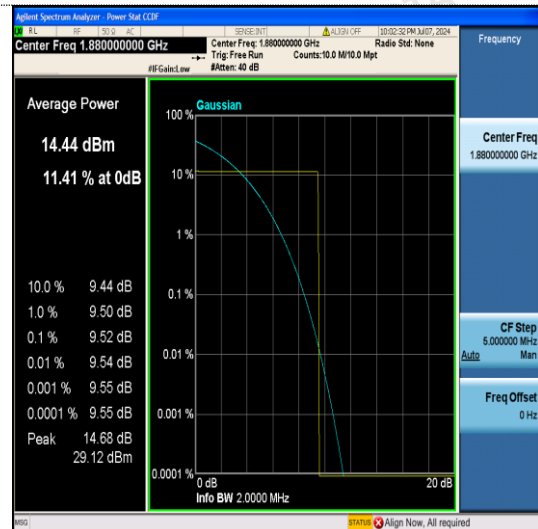 Agilent Spectrum Analyzer - Power Stat CCDF
RL RF 50 Ω AC SENSE:INT ALIGN OFF 10:02:32 PM Jul 07, 2024
Center Freq 1.880000000 GHz
Center Freq: 1.880000000 GHz Radio Std: None
Trig: Free Run Counts:10.0 M/10.0 Mpt
#IFGain:Low #Atten: 40 dB
Frequency
Average Power
14.44 dBm
11.41 % at 0dB
10.0 % 9.44 dB
1.0 % 9.50 dB
0.1 % 9.52 dB
0.01 % 9.54 dB
0.001 % 9.55 dB
0.0001 % 9.55 dB
Peak 14.68 dB
29.12 dBm
Gaussian
100 %
10 %
1 %
0.1 %
0.01 %
0.001 %
0.0001 %
0 dB 20 dB
Info BW 2.0000 MHz
Center Freq
1.880000000 GHz
CF Step
5.000000 MHz
Auto Man
Freq Offset
0 Hz
MSG STATUS Align Now, All required